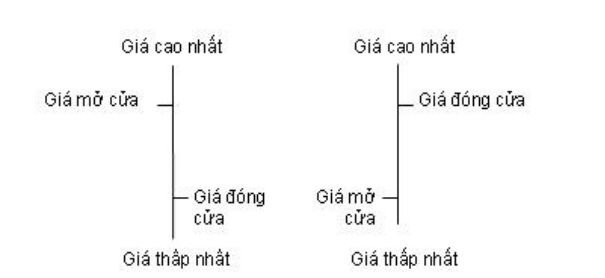 Giá cao nhất
Giá mở cửa
Giá đóng
cửa
Giá thấp nhất
Giá cao nhất
Giá đóng cửa
Giá mở
cửa
Giá thấp nhất